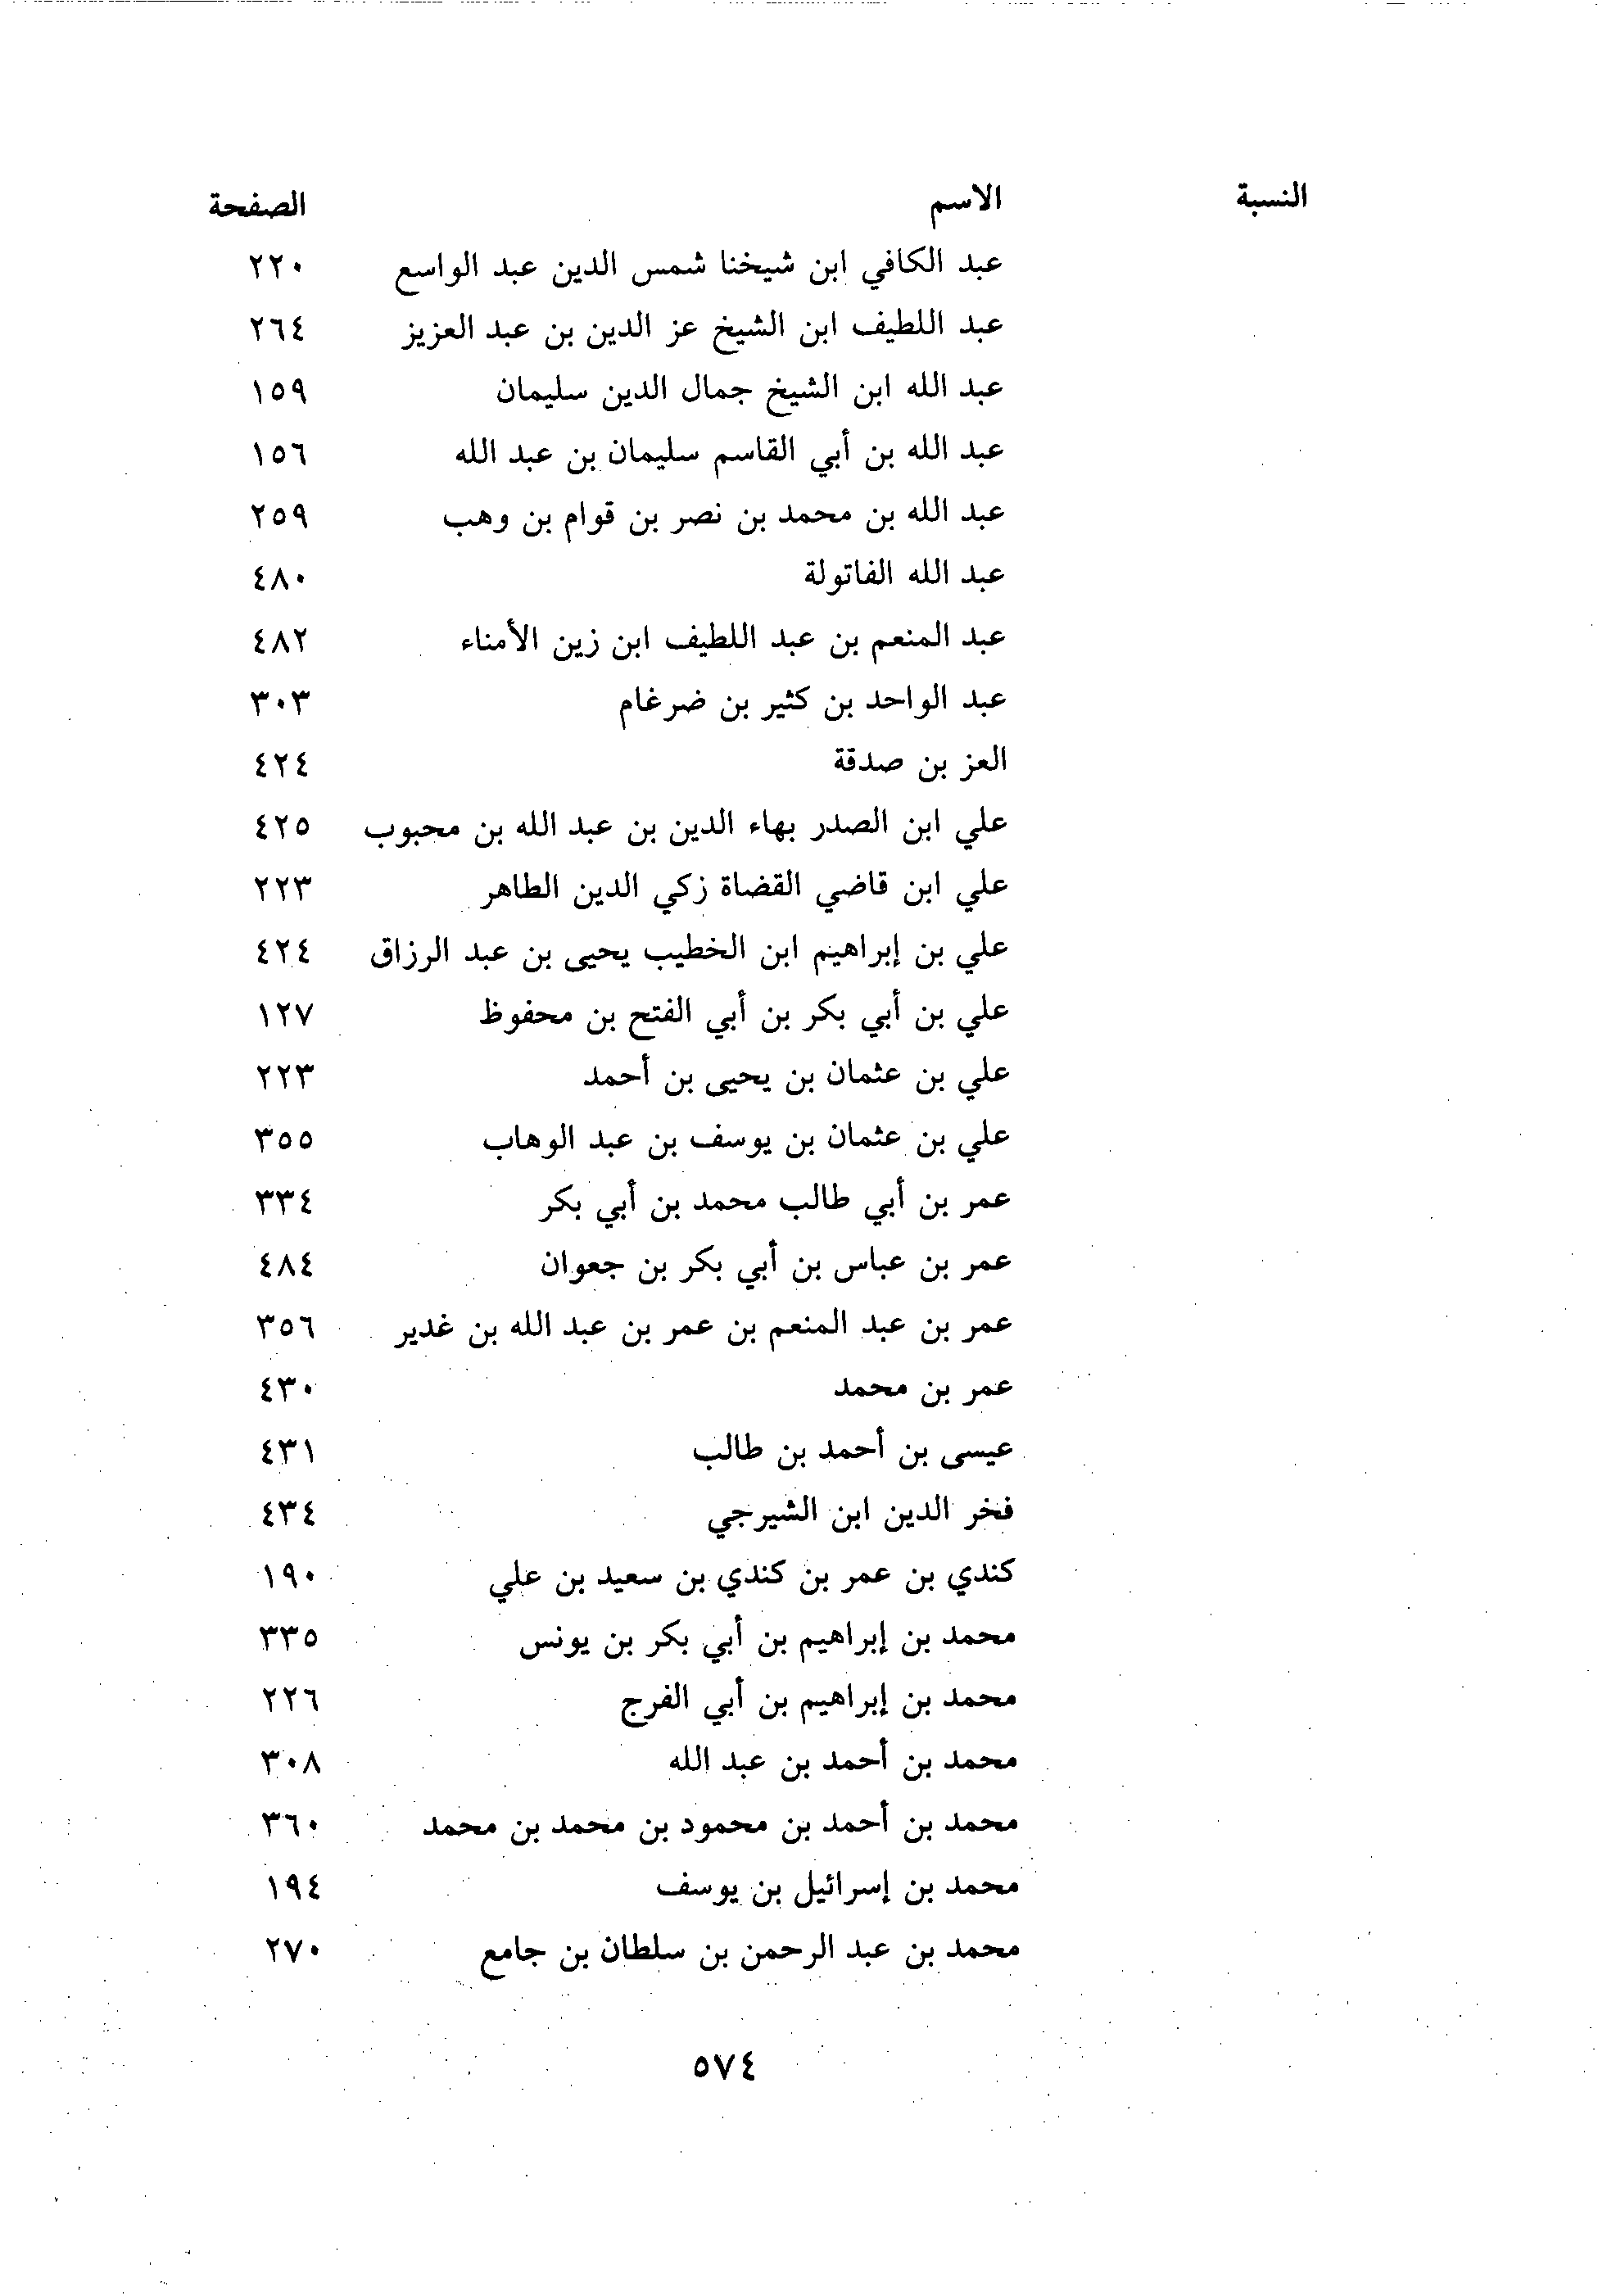 النسبة الاسم الصفحة
عبد الكافي ابن شيخنا شمس الدين عبد الواسع ٢٢٠
عبد اللطيف ابن الشيخ عز الدين بن عبد العزيز ٢٦٤
عبد الله ابن الشيخ جمال الدين سليمان ١٥٩
عبد الله بن أبي القاسم سليمان بن عبد الله ١٥٦
عبد الله بن محمد بن نصر بن قوام بن وهب ٢٥٩
عبد الله الفاتولة ٤٨٠
عبد المنعم بن عبد اللطيف ابن زين الأمناء ٤٨٢
عبد الواحد بن كثير بن ضرغام ٣٠٣
العز بن صدقة ٤٢٤
علي ابن الصدر بهاء الدين بن عبد الله بن محبوب ٤٢٥
علي ابن قاضي القضاة زكي الدين الطاهر ٢٢٣
علي بن إبراهيم ابن الخطيب يحيى بن عبد الرزاق ٤٢٤
علي بن أبي بكر بن أبي الفتح بن محفوظ ١٢٧
علي بن عثمان بن يحيى بن أحمد ٢٢٣
علي بن عثمان بن يوسف بن عبد الوهاب ٣٥٥
عمر بن أبي طالب محمد بن أبي بكر ٣٣٤
عمر بن عباس بن أبي بكر بن جعوان ٤٨٤
عمر بن عبد المنعم بن عمر بن عبد الله بن غدير ٣٥٦
عمر بن محمد ٤٣٠
عيسى بن أحمد بن طالب ٤٣١
فخر الدين ابن الشيرجي ٤٣٤
كندي بن عمر بن كندي بن سعيد بن علي ١٩٠
محمد بن إبراهيم بن أبي بكر بن يونس ٣٣٥
محمد بن إبراهيم بن أبي الفرج ٢٢٦
محمد بن أحمد بن عبد الله ٣٠٨
محمد بن أحمد بن محمود بن محمد بن محمد ٣٦٠
محمد بن إسرائيل بن يوسف ١٩٤
محمد بن عبد الرحمن بن سلطان بن جامع ٢٧٠
٥٧٤